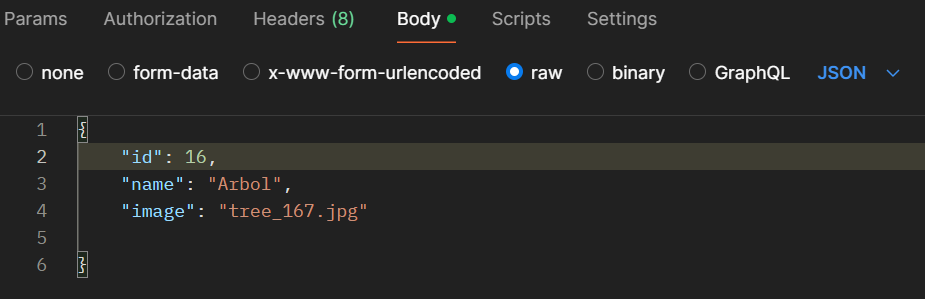 Params Authorization Headers (8) Body Scripts Settings
none form-data x-www-form-urlencoded raw binary GraphQL JSON
1 {
2 "id": 16,
3 "name": "Arbol",
4 "image": "tree_167.jpg"
5
6 }